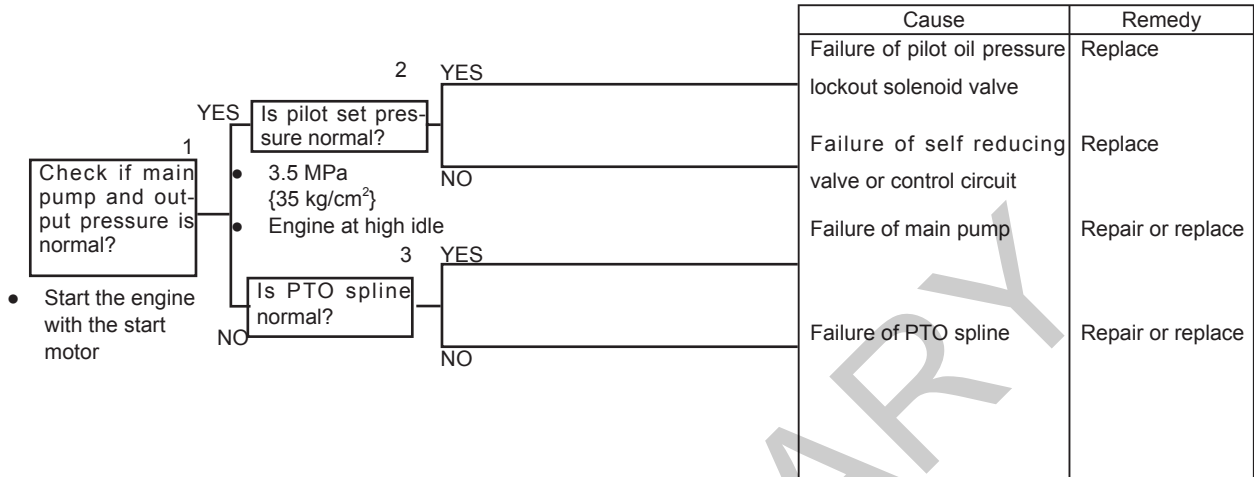 Cause Remedy
Failure of pilot oil pressure Replace
lockout solenoid valve
2 YES
YES Is pilot set pres-
sure normal?
1
Check if main
pump and out-
put pressure is
normal?
● 3.5 MPa
{35 kg/cm²}
● Engine at high idle
NO
Failure of self reducing Replace
valve or control circuit
● Start the engine
with the start
motor
3 YES
Is PTO spline
normal?
NO
NO
Failure of main pump Repair or replace
Failure of PTO spline Repair or replace
ARY